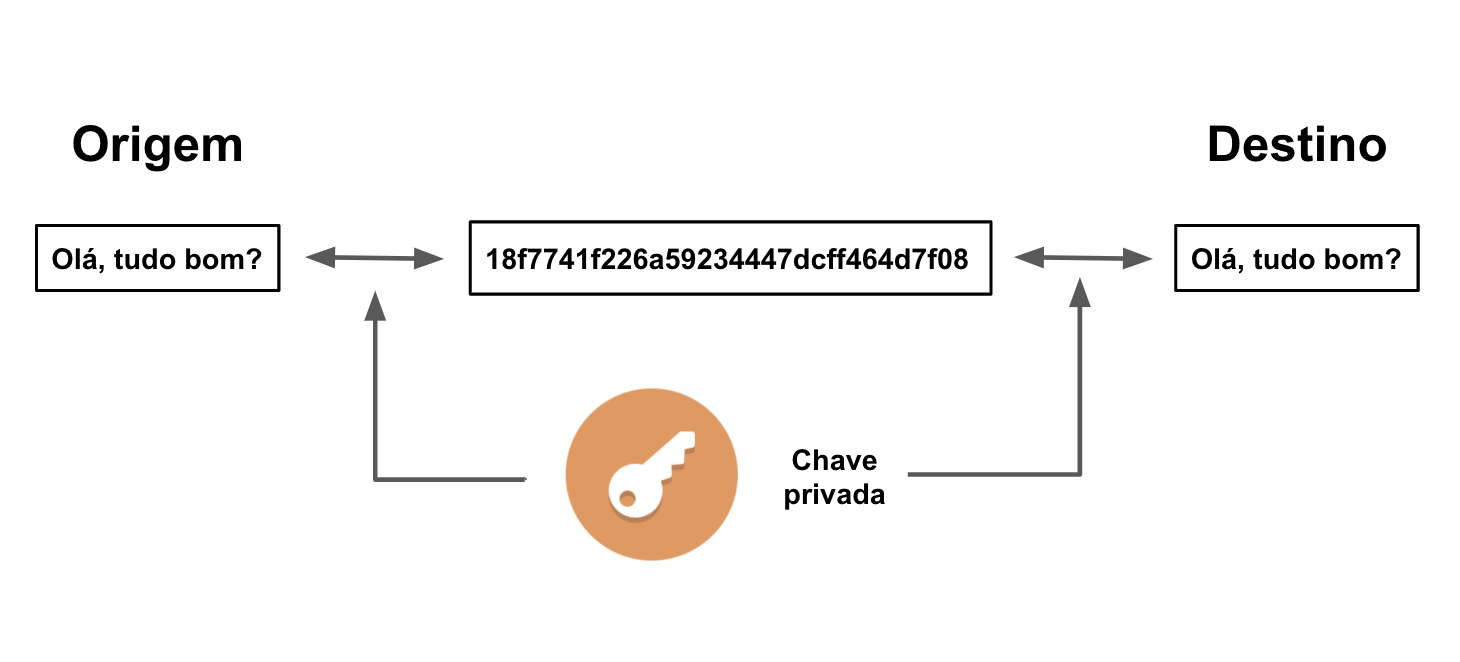 Origem
Destino
Olá, tudo bom?
18f7741f226a59234447dcff464d7f08
Olá, tudo bom?
Chave
privada